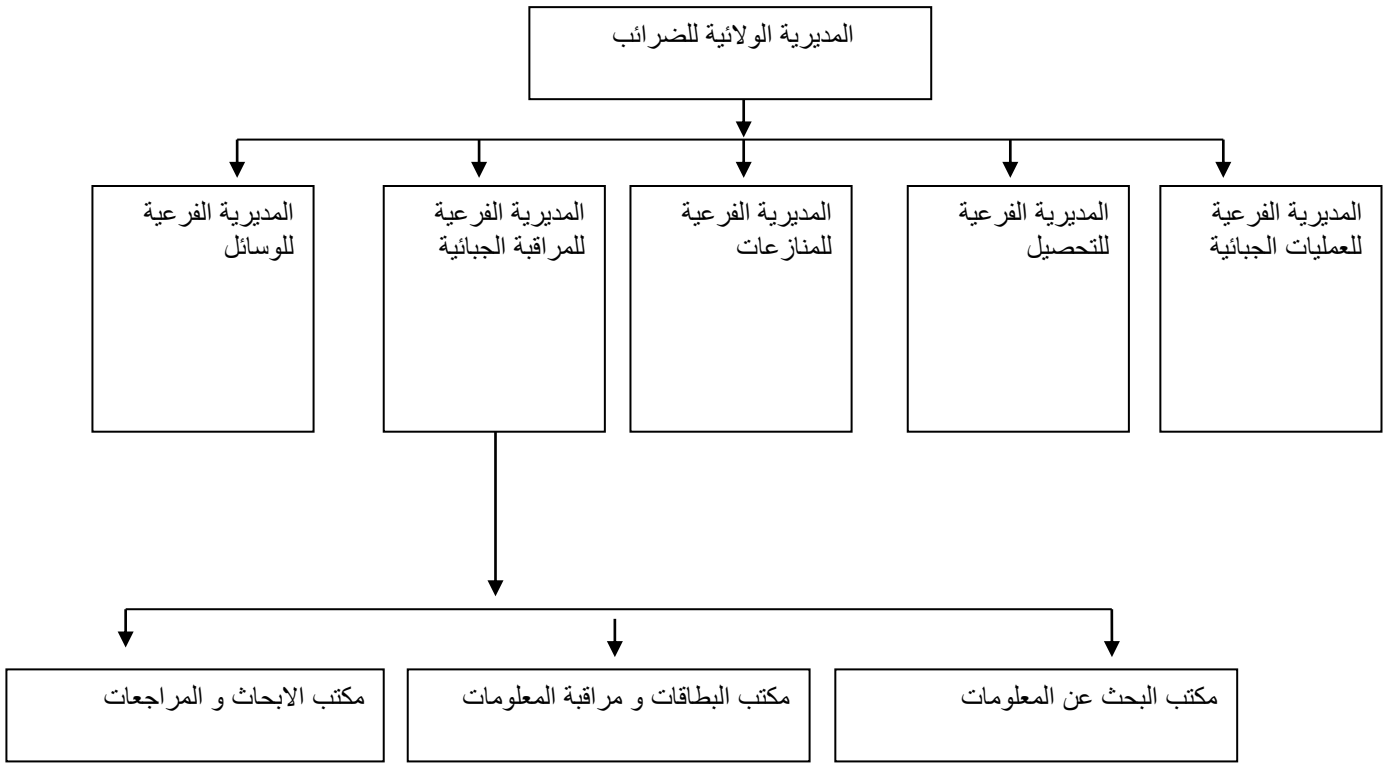 المديرية الولائية للضرائب
المديرية الفرعية
للعمليات الجبائية
المديرية الفرعية
للتحصيل
المديرية الفرعية
للمنازعات
المديرية الفرعية
للمراقبة الجبائية
المديرية الفرعية
للوسائل
مكتب البحث عن المعلومات
مكتب البطاقات و مراقبة المعلومات
مكتب الابحاث و المراجعات